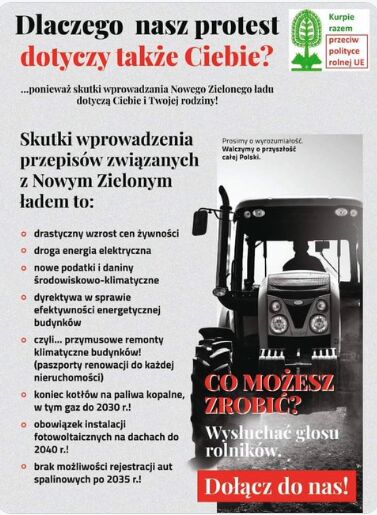 Dlaczego nasz protest
dotyczy także Ciebie?
Kurpie
razem
przeciw
polityce
rolnej UE
...ponieważ skutki wprowadzania Nowego Zielonego ładu
dotyczą Ciebie i Twojej rodziny!
Skutki wprowadzenia
przepisów związanych
z Nowym Zielonym
ładem to:
Prosimy o wyrozumiałość.
Walczymy o przyszłość
całej Polski.
drastyczny wzrost cen żywności
droga energia elektryczna
nowe podatki i daniny
środowiskowo-klimatyczne
dyrektywa w sprawie
efektywności energetycznej
budynków
czyli... przymusowe remonty
klimatyczne budynków!
(paszporty renowacji do każdej
nieruchomości)
koniec kotłów na paliwa kopalne,
w tym gaz do 2030 r.!
obowiązek instalacji
fotowoltaicznych na dachach do
2040 r.!
brak możliwości rejestracji aut
spalinowych po 2035 r.!
CO MOŻESZ
ZROBIĆ?
Wysłuchać głosu
rolników.
Dołącz do nas!